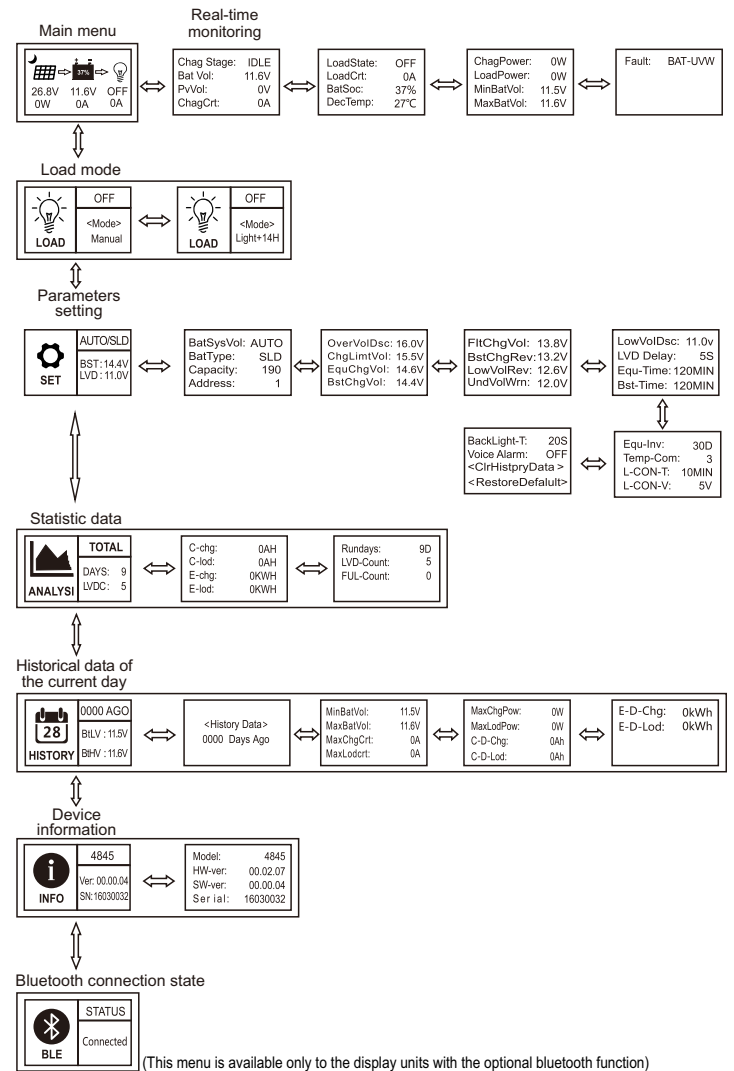 Main menu
Real-time
monitoring
37%
26.8V 11.6V OFF
0W 0A 0A
Chag Stage: IDLE
Bat Vol: 11.6V
PvVol: 0V
ChagCrt: 0A
LoadState: OFF
LoadCrt: 0A
BatSoc: 37%
DecTemp: 27℃
ChagPower: 0W
LoadPower: 0W
MinBatVol: 11.5V
MaxBatVol: 11.6V
Fault: BAT-UVW
Load mode
LOAD
OFF
<Mode>
Manual
LOAD
OFF
<Mode>
Light+14H
Parameters
setting
SET
AUTO/SLD
BST:14.4V
LVD:11.0V
BatSysVol: AUTO
BatType: SLD
Capacity: 190
Address: 1
OverVolDsc: 16.0v
ChgLimtVol: 15.5V
EquChgVol: 14.6V
BstChgVol: 14.4V
FltChgVol: 13.8V
BstChgRev:13.2V
LowVolRev: 12.6V
UndVolWrn: 12.0V
LowVolDsc: 11.0v
LVD Delay: 5S
Equ-Time:120MIN
Bst-Time: 120MIN
BackLight-T: 20S
Voice Alarm: OFF
<ClrHistpryData >
<RestoreDefalult>
Equ-Inv: 30D
Temp-Com: 3
L-CON-T: 10MIN
L-CON-V: 5V
Statistic data
ANALYSI
TOTAL
DAYS: 9
LVDC: 5
C-chg: 0AH
C-lod: 0AH
E-chg: 0KWH
E-lod: 0KWH
Rundays: 9D
LVD-Count: 5
FUL-Count: 0
Historical data of
the current day
28
HISTORY
0000 AGO
BtLV : 11.5V
BtHV : 11.6V
<History Data>
0000 Days Ago
MinBatVol: 11.5V
MaxBatVol: 11.6V
MaxChgCrt: 0A
MaxLodcrt: 0A
MaxChgPow: 0W
MaxLodPow: 0W
C-D-Chg: 0Ah
C-D-Lod: 0Ah
E-D-Chg: 0kWh
E-D-Lod: 0kWh
Device
information
i
INFO
4845
Ver: 00.00.04
SN:16030032
Model: 4845
HW-ver: 00.02.07
SW-ver: 00.00.04
Serial: 16030032
Bluetooth connection state
BLE
STATUS
Connected
(This menu is available only to the display units with the optional bluetooth function)